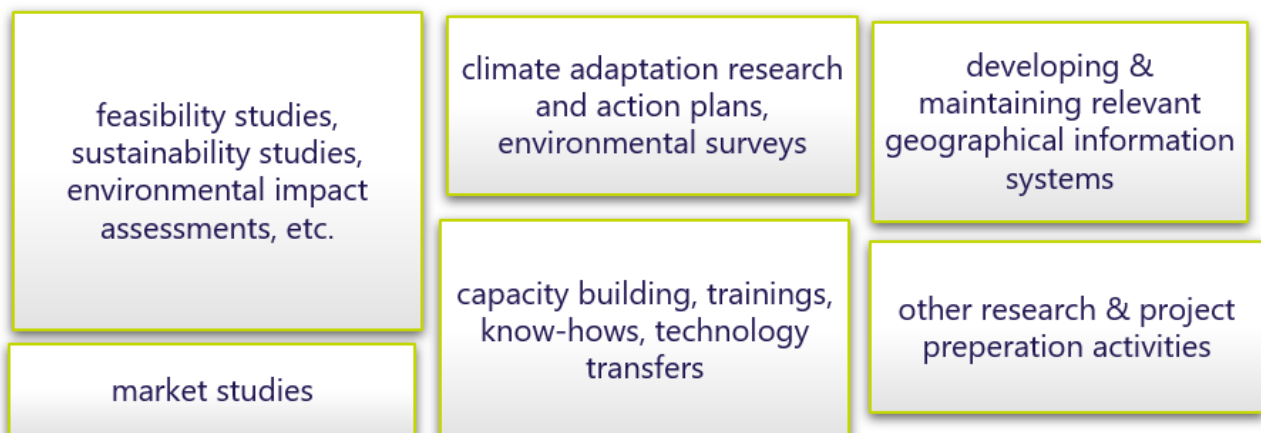 feasibility studies,
sustainability studies,
environmental impact
assessments, etc.
market studies
climate adaptation research
and action plans,
environmental surveys
capacity building, trainings,
know-hows, technology
transfers
developing &
maintaining relevant
geographical information
systems
other research & project
preperation activities